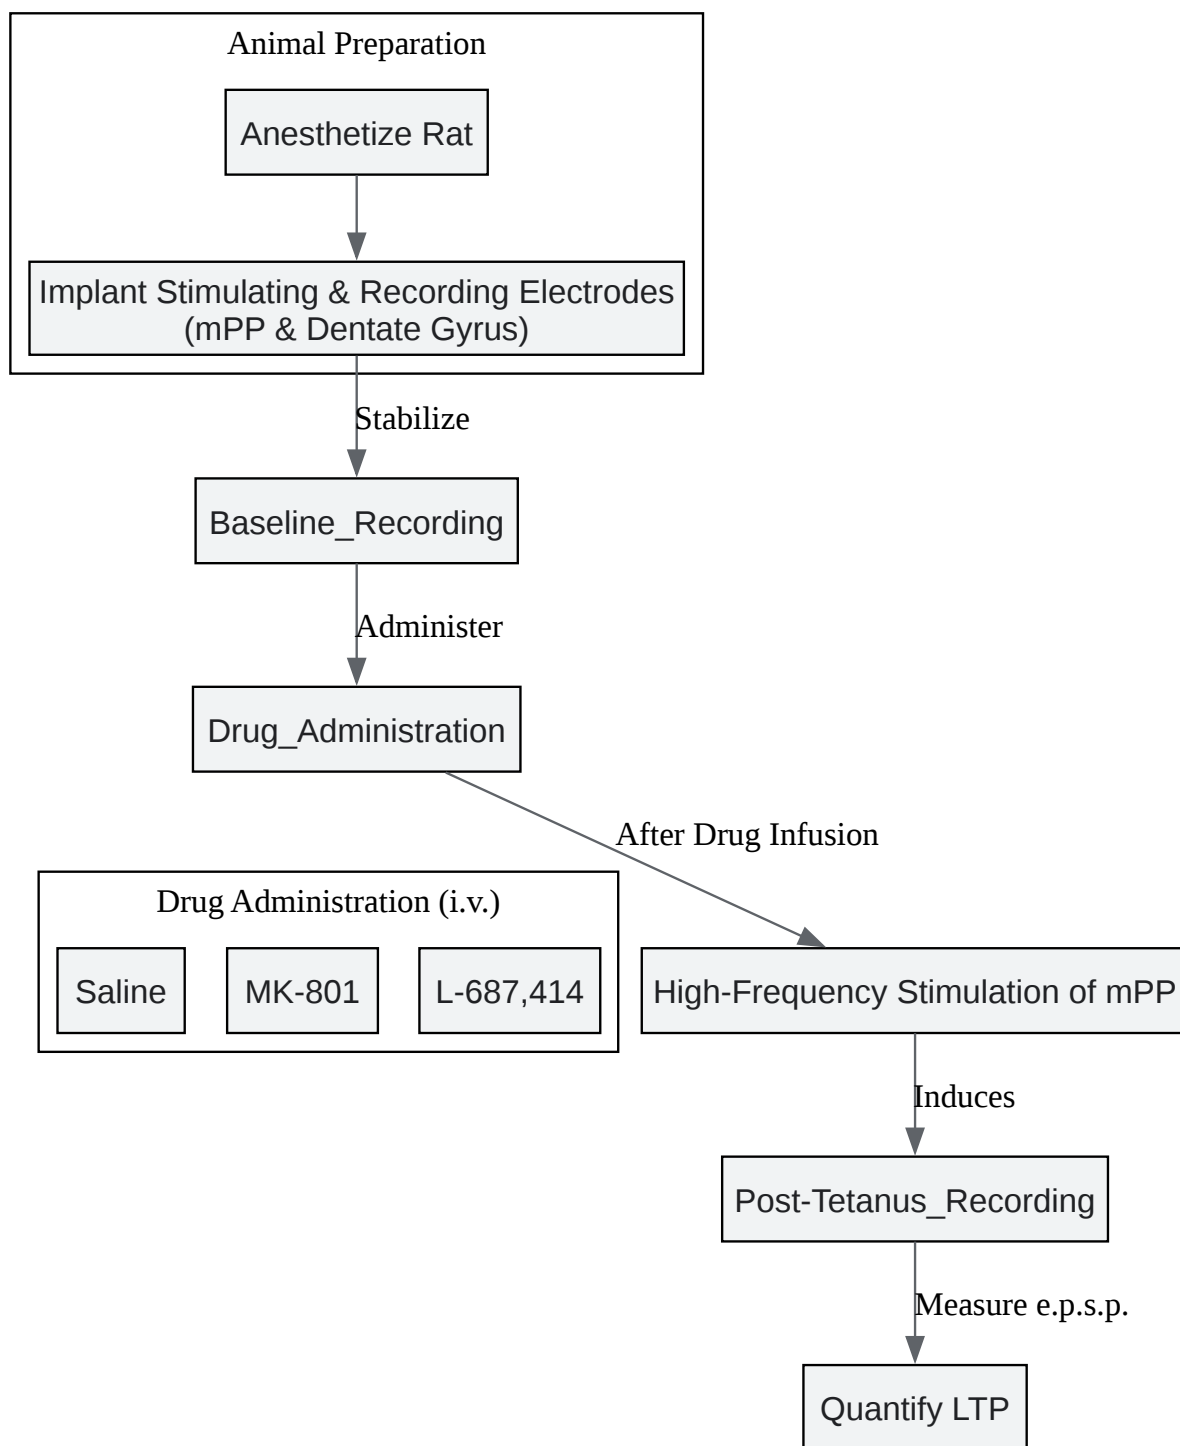 Animal Preparation
Anesthetize Rat
Implant Stimulating & Recording Electrodes
(mPP & Dentate Gyrus)
Stabilize
Baseline_Recording
Administer
Drug_Administration
After Drug Infusion
Drug Administration (i.v.)
Saline
MK-801
L-687,414
High-Frequency Stimulation of mPP
Induces
Post-Tetanus_Recording
Measure e.p.s.p.
Quantify LTP